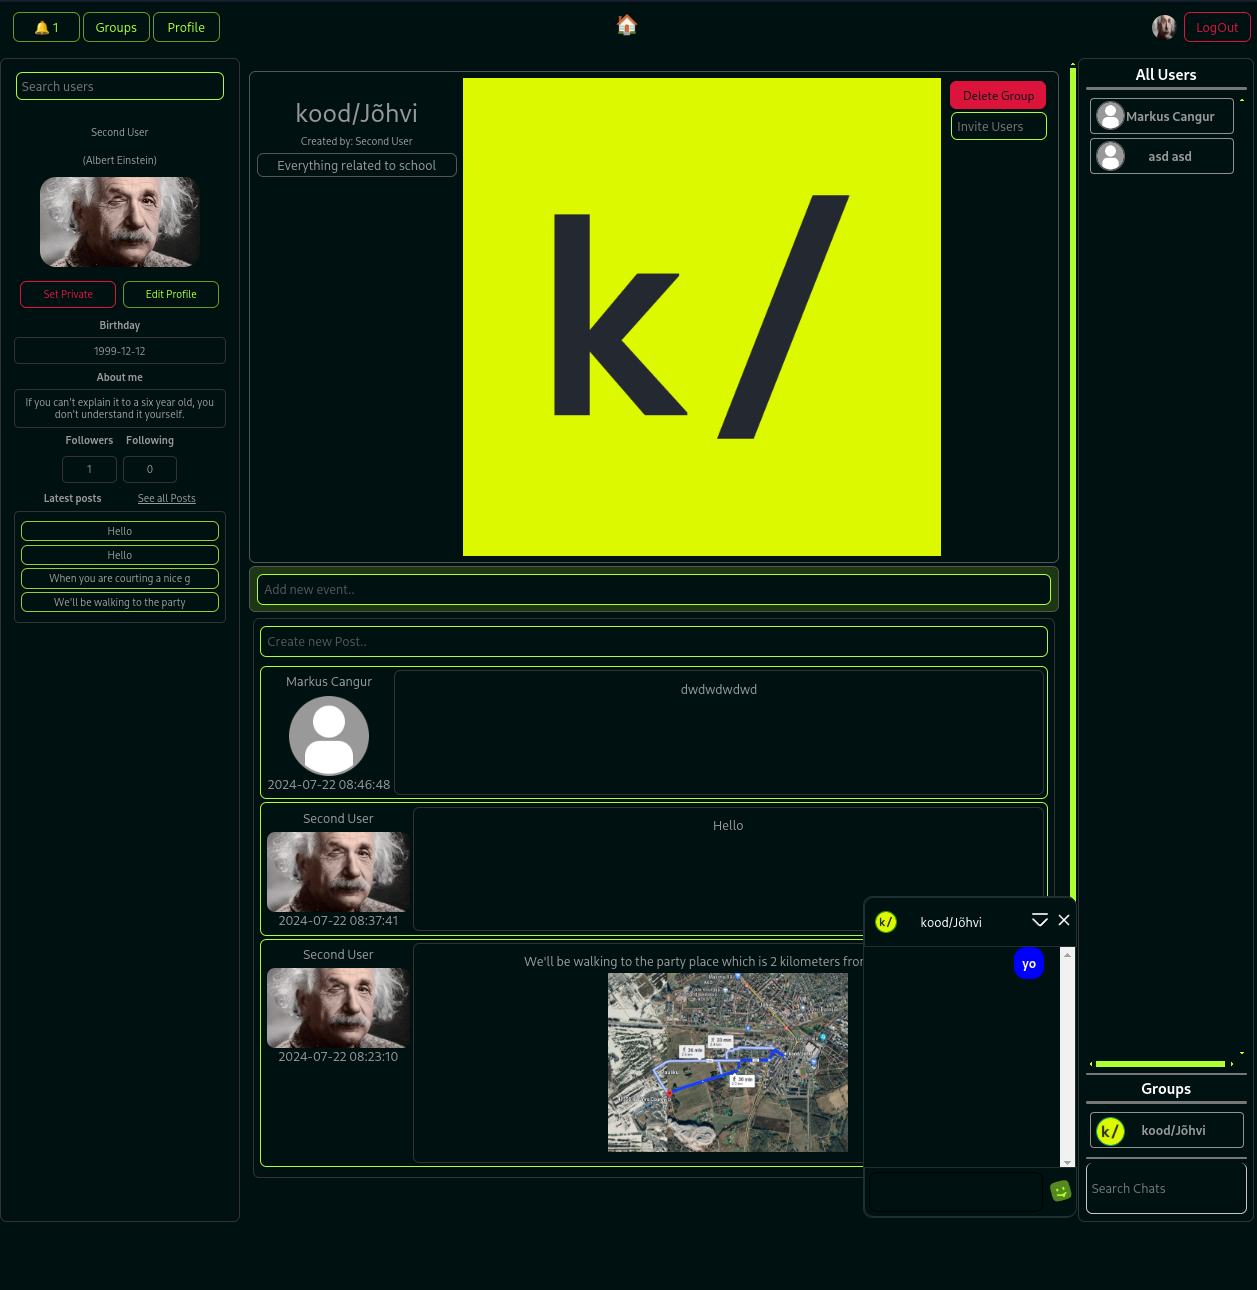 🔔 1
Groups
Profile
🏠
LogOut
Search users
Second User
(Albert Einstein)
Set Private
Edit Profile
Birthday
1999-12-12
About me
If you can't explain it to a six year old, you
don't understand it yourself.
Followers
Following
1
0
Latest posts
See all Posts
Hello
Hello
When you are courting a nice g
We'll be walking to the party
kood/Jõhvi
Created by: Second User
Everything related to school
k/
Delete Group
Invite Users
Add new event..
Create new Post..
Markus Cangur
2024-07-22 08:46:48
dwdwdwdwd
Second User
2024-07-22 08:37:41
Hello
Second User
2024-07-22 08:23:10
We'll be walking to the party place which is 2 kilometers from
k/
kood/Jõhvi
yo
All Users
Markus Cangur
asd asd
Groups
k/
kood/Jõhvi
Search Chats